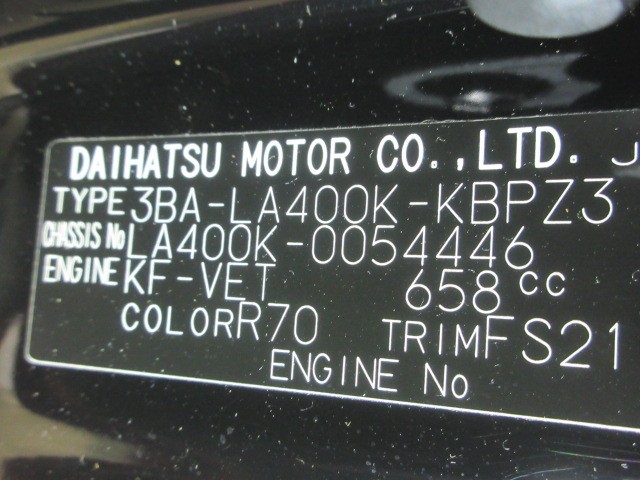 DAIHATSU MOTOR CO.,LTD. J
TYPE 3BA-LA400K-KBPZ3
CHASSIS No LA400K-0054446
ENGINE KF-VET 658 cc
COLOR R70 TRIM FS21
ENGINE No